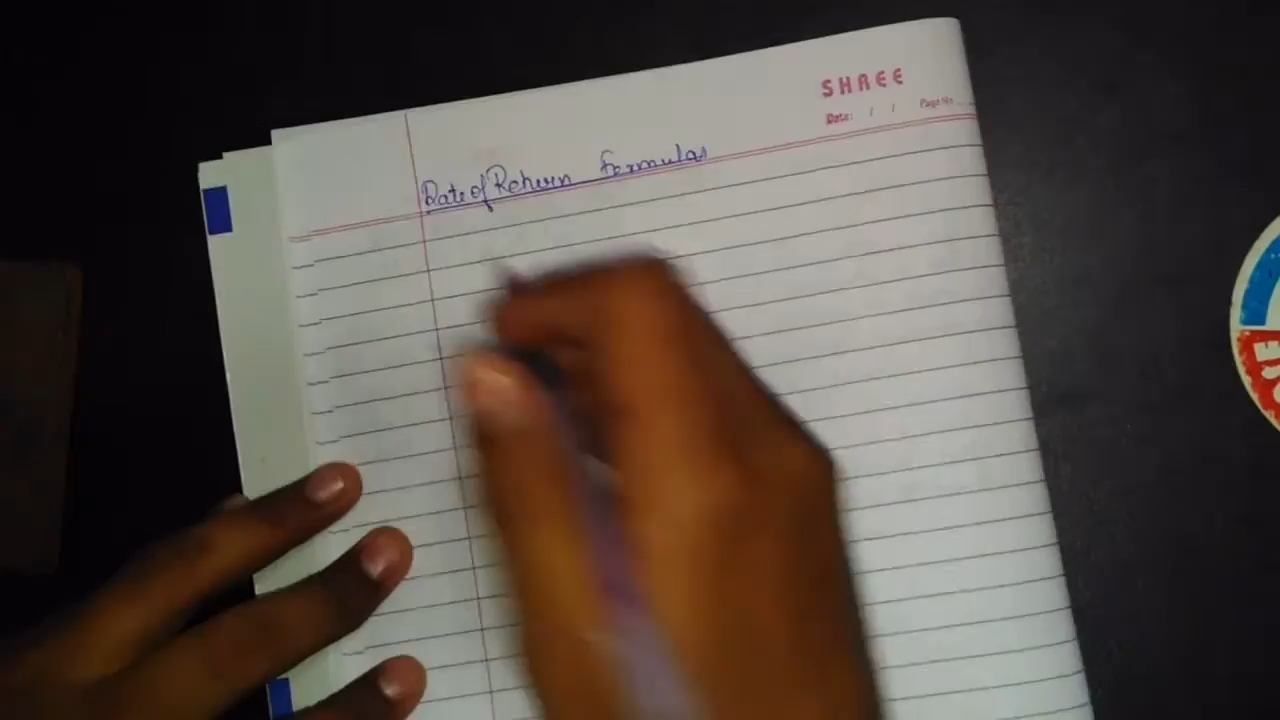 SHREE
Date: / / Page No.
Rate of Return Formulas